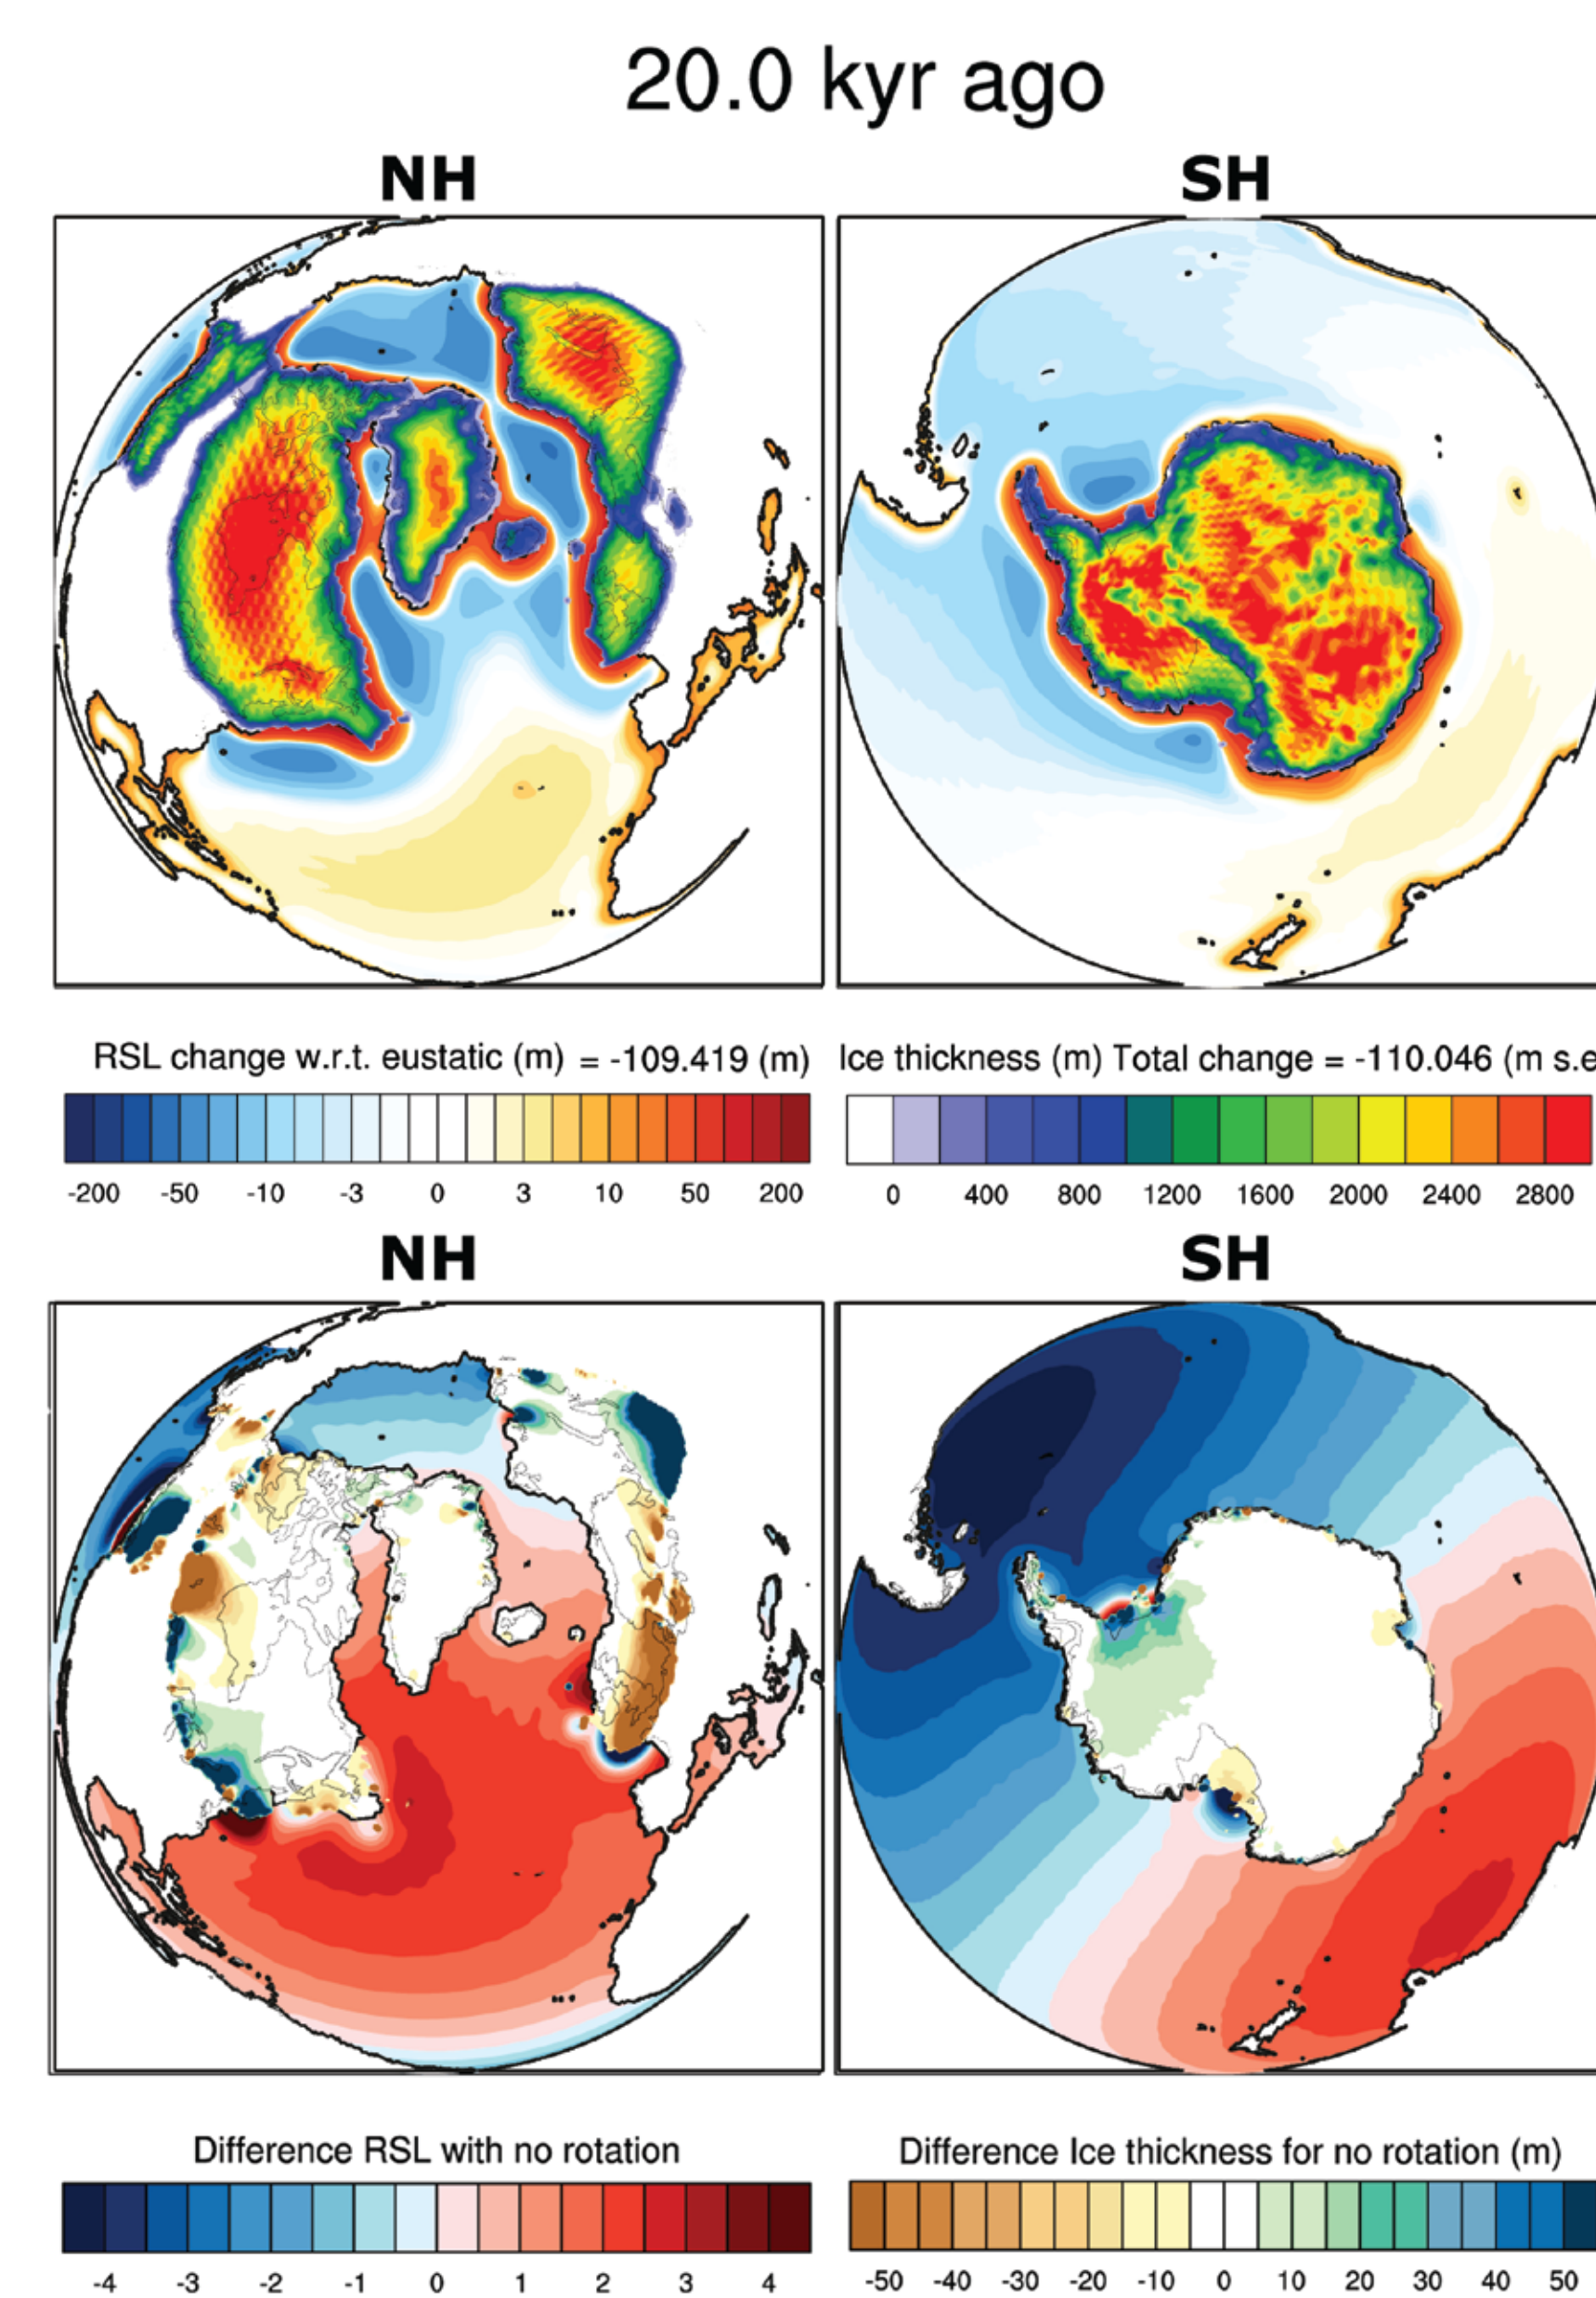 20.0 kyr ago
NH SH
RSL change w.r.t. eustatic (m) = -109.419 (m) Ice thickness (m) Total change = -110.046 (m s.e
-200 -50 -10 -3 0 3 10 50 200 0 400 800 1200 1600 2000 2400 2800
NH SH
Difference RSL with no rotation Difference Ice thickness for no rotation (m)
-4 -3 -2 -1 0 1 2 3 4 -50 -40 -30 -20 -10 0 10 20 30 40 50